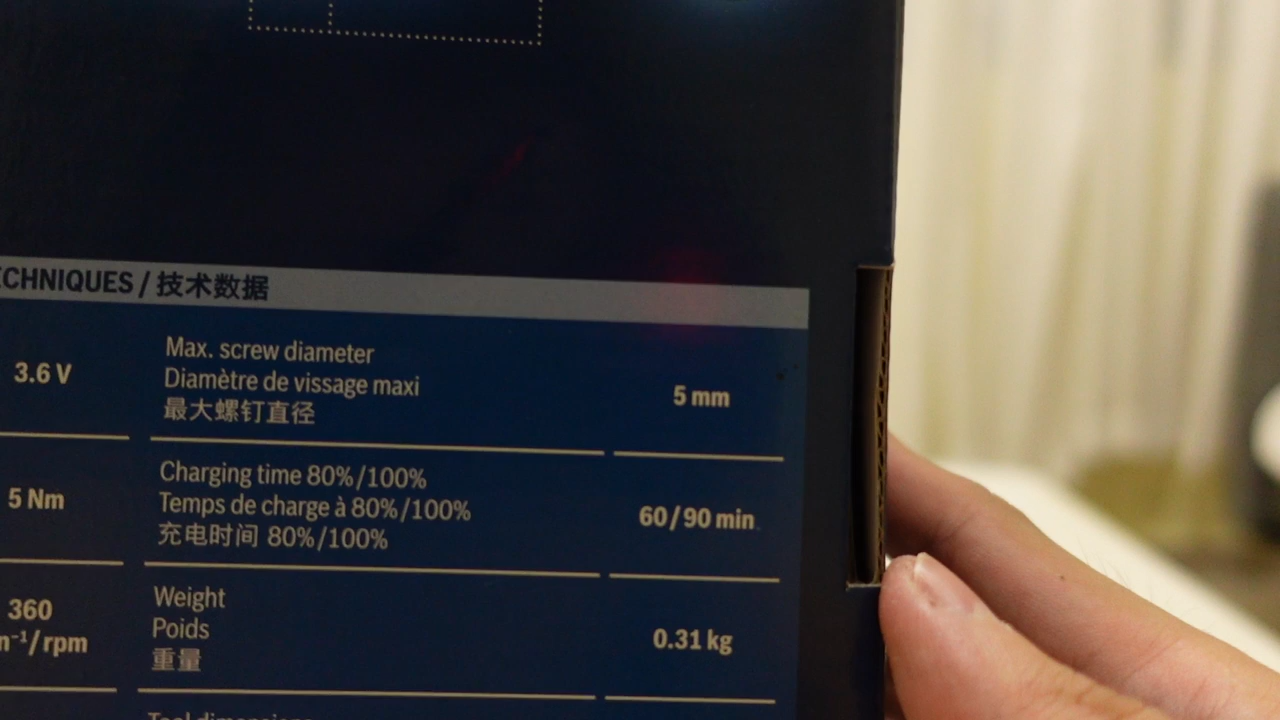 ECHNIQUES / 技术数据
3.6 V
Max. screw diameter
Diamètre de vissage maxi
最大螺钉直径
5 mm
5 Nm
Charging time 80%/100%
Temps de charge à 80%/100%
充电时间 80%/100%
60/90 min
360
n⁻¹/rpm
Weight
Poids
重量
0.31 kg